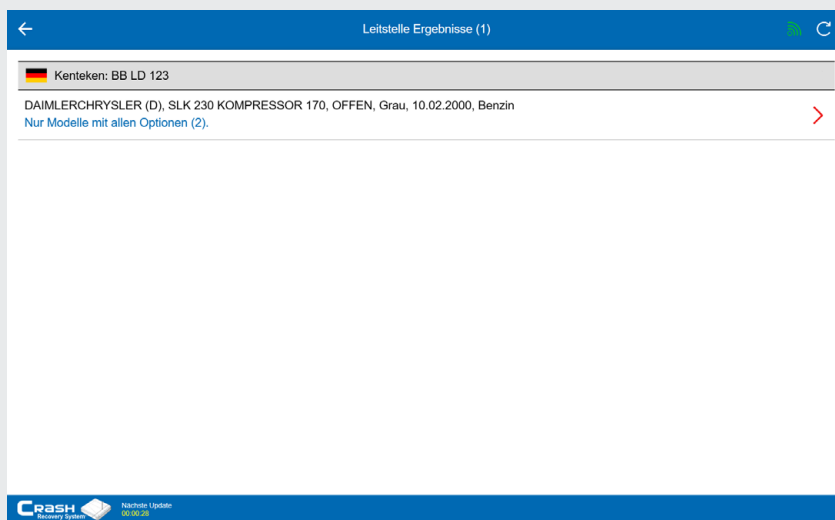 Leitstelle Ergebnisse (1)
Kenteken: BB LD 123
DAIMLERCHRYSLER (D), SLK 230 KOMPRESSOR 170, OFFEN, Grau, 10.02.2000, Benzin
Nur Modelle mit allen Optionen (2).
CRASH
Recovery System
Nächste Update
00:00:28